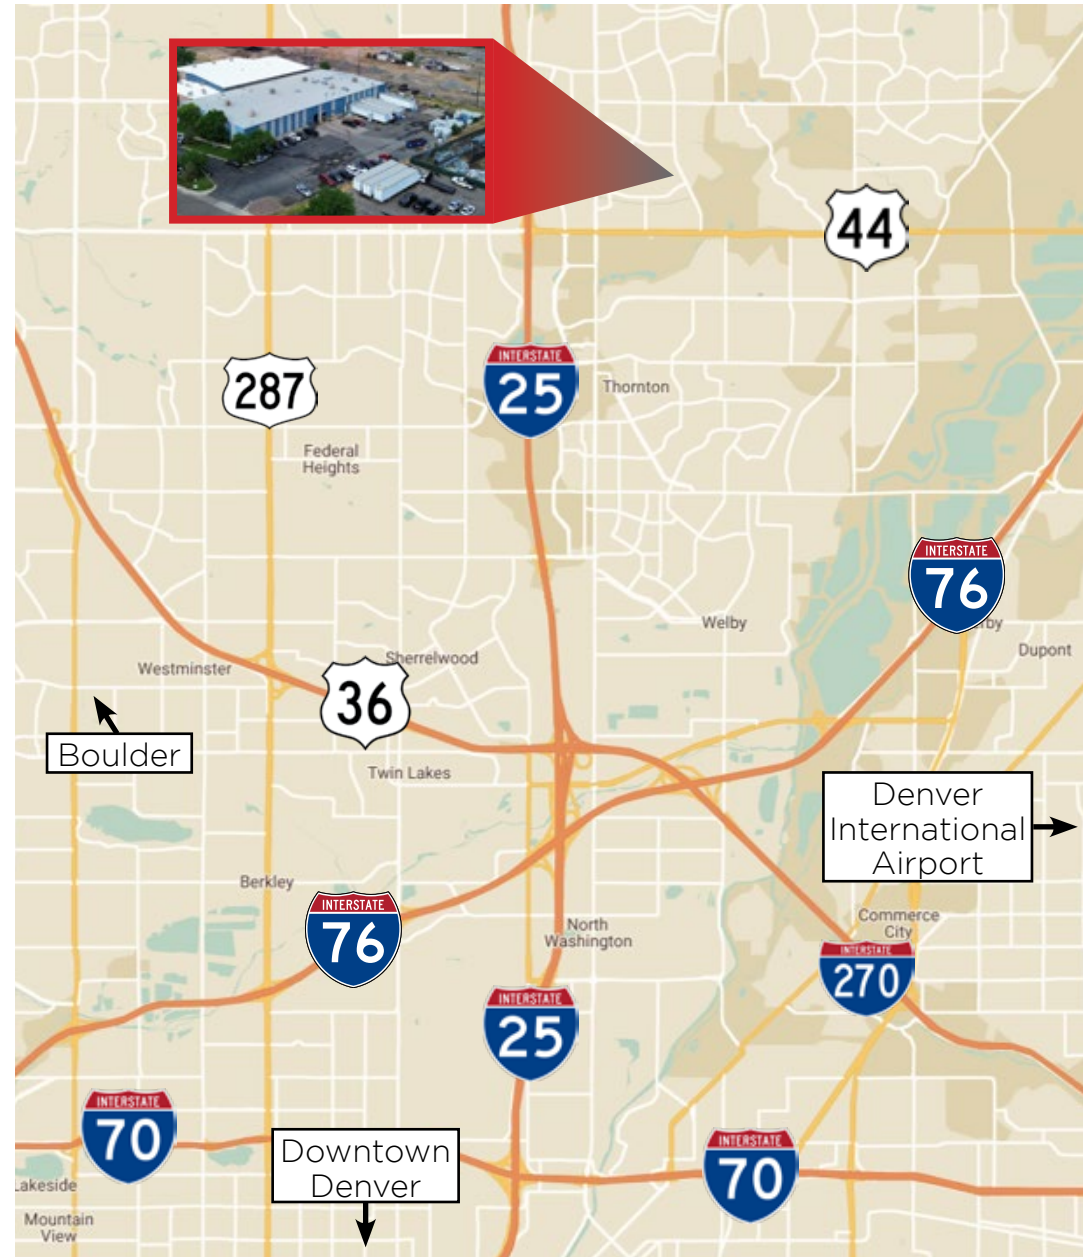 44
INTERSTATE
25
287
Thornton
Federal
Heights
INTERSTATE
76
Welby
Dupont
Sherrelwood
Westminster
36
Boulder
Twin Lakes
Denver
International
Airport
Berkley
INTERSTATE
76
Commerce
City
North
Washington
INTERSTATE
270
INTERSTATE
25
INTERSTATE
70
INTERSTATE
70
Downtown
Denver
Lakeside
Mountain
View